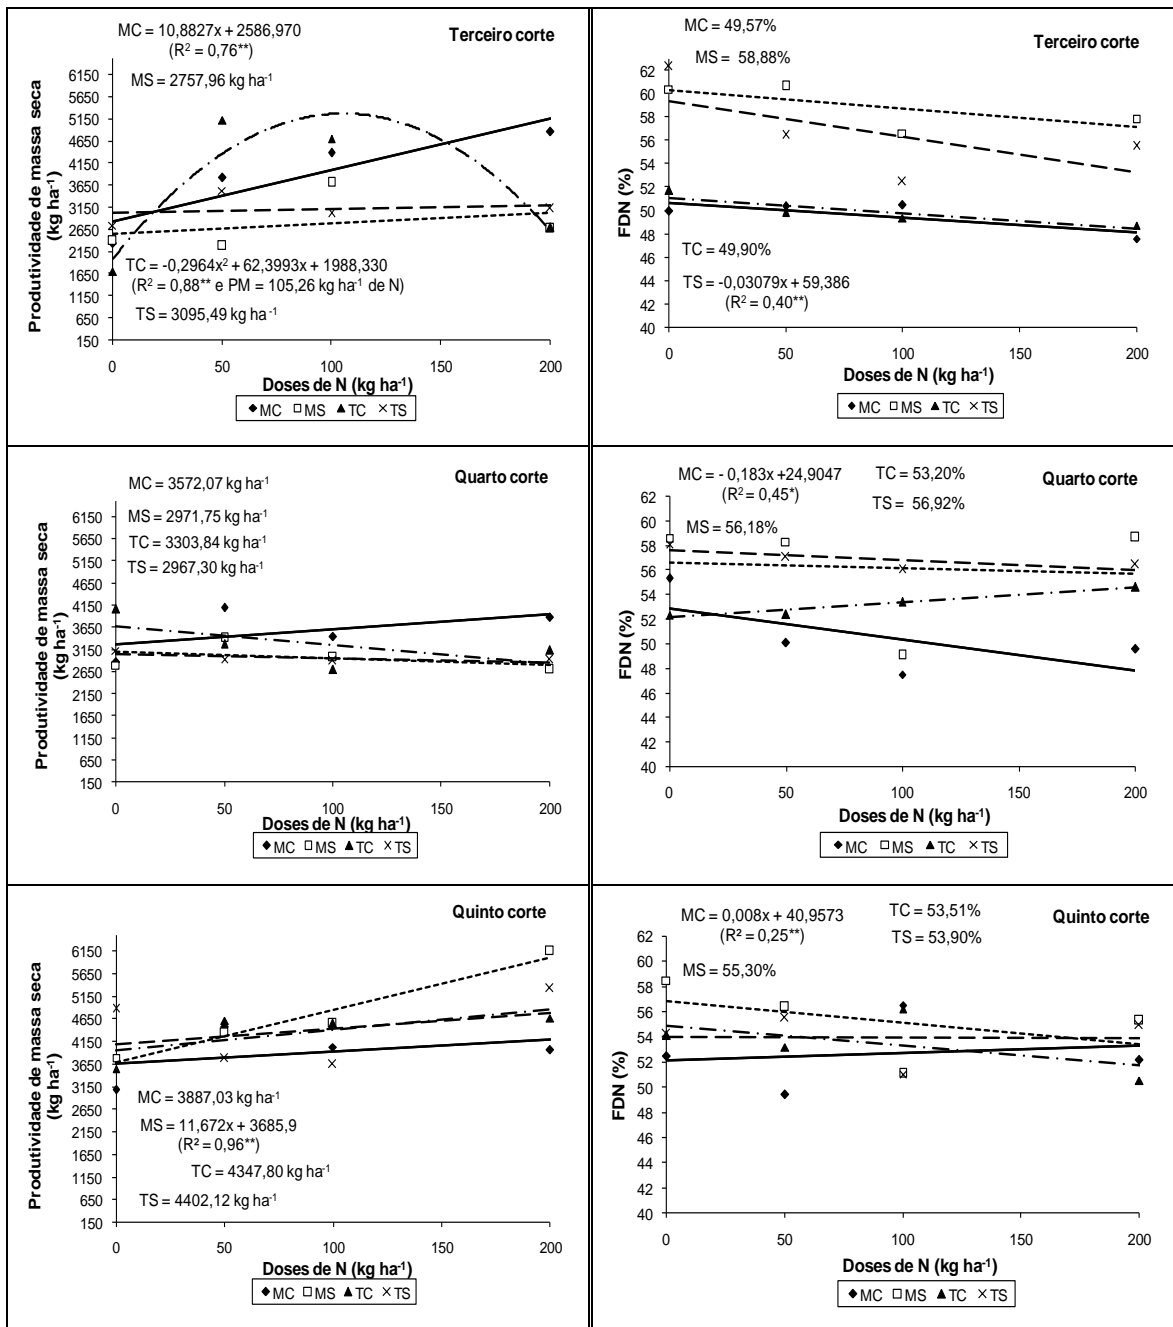 MC = 10,8827x + 2586,970
(R² = 0,76**)
Terceiro corte
MS = 2757,96 kg ha⁻¹
Produtividade de massa seca
(kg ha⁻¹)
6150
5650
5150
4650
4150
3650
3150
2650
2150
1650
1150
650
150
TC = -0,2964x² + 62,3993x + 1988,330
(R² = 0,88** e PM = 105,26 kg ha⁻¹ de N)
TS = 3095,49 kg ha⁻¹
0 50 100 150 200
Doses de N (kg ha⁻¹)
MC MS TC TS
MC = 49,57%
Terceiro corte
MS = 58,88%
FDN (%)
62
60
58
56
54
52
50
48
46
44
42
40
TC = 49,90%
TS = -0,03079x + 59,386
(R² = 0,40**)
0 50 100 150 200
Doses de N (kg ha⁻¹)
MC MS TC TS
MC = 3572,07 kg ha⁻¹
Quarto corte
MS = 2971,75 kg ha⁻¹
TC = 3303,84 kg ha⁻¹
TS = 2967,30 kg ha⁻¹
Produtividade de massa seca
(kg ha⁻¹)
6150
5650
5150
4650
4150
3650
3150
2650
2150
1650
1150
650
150
0 50 100 150 200
Doses de N (kg ha⁻¹)
MC MS TC TS
MC = - 0,183x +24,9047
(R² = 0,45*)
TC = 53,20%
Quarto corte
TS = 56,92%
MS = 56,18%
FDN (%)
62
60
58
56
54
52
50
48
46
44
42
40
0 50 100 150 200
Doses de N (kg ha⁻¹)
MC MS TC TS
Quinto corte
Produtividade de massa seca
(kg ha⁻¹)
6150
5650
5150
4650
4150
3650
3150
2650
2150
1650
1150
650
150
MC = 3887,03 kg ha⁻¹
MS = 11,672x + 3685,9
(R² = 0,96**)
TC = 4347,80 kg ha⁻¹
TS = 4402,12 kg ha⁻¹
0 50 100 150 200
Doses de N (kg ha⁻¹)
MC MS TC TS
MC = 0,008x + 40,9573
(R² = 0,25**)
TC = 53,51%
Quinto corte
TS = 53,90%
MS = 55,30%
FDN (%)
62
60
58
56
54
52
50
48
46
44
42
40
0 50 100 150 200
Doses de N (kg ha⁻¹)
MC MS TC TS